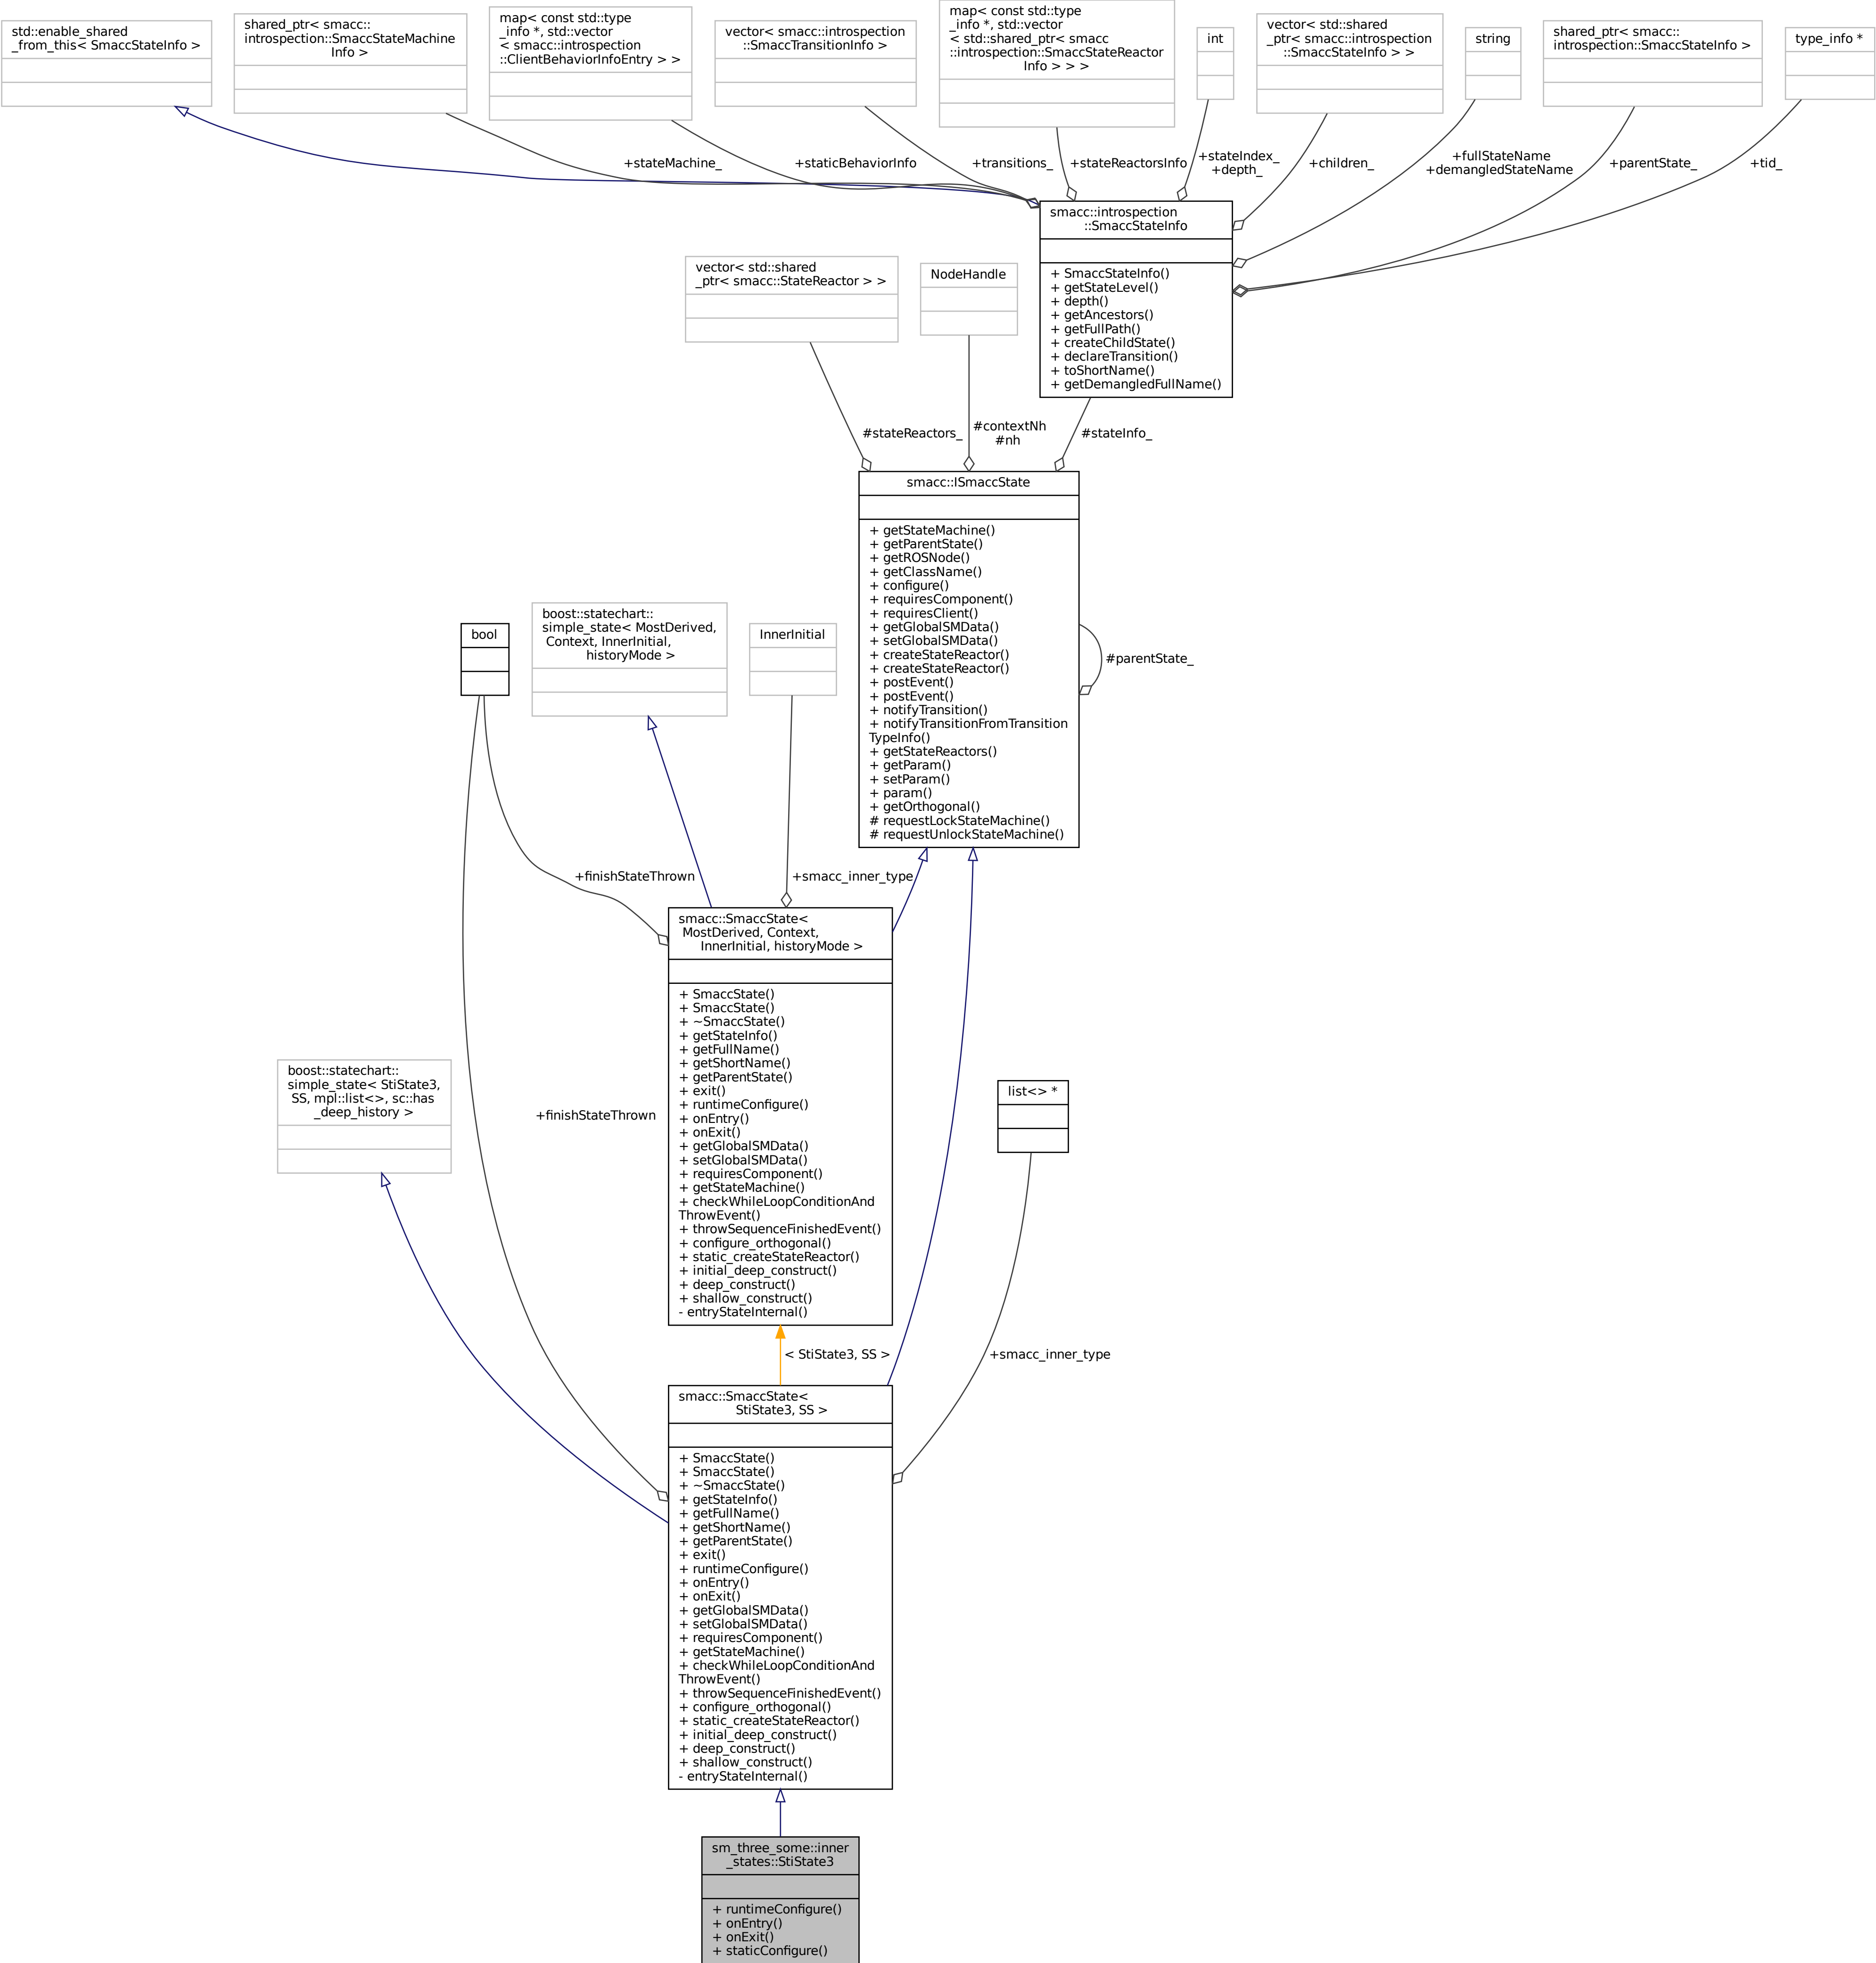 std::enable_shared
_from_this< SmaccStateInfo >
shared_ptr< smacc::
introspection::SmaccStateMachine
Info >
map< const std::type
_info *, std::vector
< smacc::introspection
::ClientBehaviorInfoEntry > >
vector< smacc::introspection
::SmaccTransitionInfo >
map< const std::type
_info *, std::vector
< std::shared_ptr< smacc
::introspection::SmaccStateReactor
Info > > >
int
vector< std::shared
_ptr< smacc::introspection
::SmaccStateInfo > >
string
shared_ptr< smacc::
introspection::SmaccStateInfo >
type_info *
+stateMachine_
+staticBehaviorInfo
+transitions_
+stateReactorsInfo
+stateIndex_
+depth_
+children_
+fullStateName
+demangledStateName
+parentState_
+tid_
smacc::introspection
::SmaccStateInfo
+ SmaccStateInfo()
+ getStateLevel()
+ depth()
+ getAncestors()
+ getFullPath()
+ createChildState()
+ declareTransition()
+ toShortName()
+ getDemangledFullName()
vector< std::shared
_ptr< smacc::StateReactor > >
NodeHandle
#stateReactors_
#contextNh
#nh
#stateInfo_
smacc::ISmaccState
+ getStateMachine()
+ getParentState()
+ getROSNode()
+ getClassName()
+ configure()
+ requiresComponent()
+ requiresClient()
+ getGlobalSMData()
+ setGlobalSMData()
+ createStateReactor()
+ createStateReactor()
+ postEvent()
+ postEvent()
+ notifyTransition()
+ notifyTransitionFromTransition
TypeInfo()
+ getStateReactors()
+ getParam()
+ setParam()
+ param()
+ getOrthogonal()
# requestLockStateMachine()
# requestUnlockStateMachine()
#parentState_
bool
boost::statechart::
simple_state< MostDerived,
Context, InnerInitial,
historyMode >
InnerInitial
+finishStateThrown
+smacc_inner_type
smacc::SmaccState<
MostDerived, Context,
InnerInitial, historyMode >
+ SmaccState()
+ SmaccState()
+ ~SmaccState()
+ getStateInfo()
+ getFullName()
+ getShortName()
+ getParentState()
+ exit()
+ runtimeConfigure()
+ onEntry()
+ onExit()
+ getGlobalSMData()
+ setGlobalSMData()
+ requiresComponent()
+ getStateMachine()
+ checkWhileLoopConditionAnd
ThrowEvent()
+ throwSequenceFinishedEvent()
+ configure_orthogonal()
+ static_createStateReactor()
+ initial_deep_construct()
+ deep_construct()
+ shallow_construct()
- entryStateInternal()
boost::statechart::
simple_state< StiState3,
SS, mpl::list<>, sc::has
_deep_history >
+finishStateThrown
list<> *
< StiState3, SS >
+smacc_inner_type
smacc::SmaccState<
StiState3, SS >
+ SmaccState()
+ SmaccState()
+ ~SmaccState()
+ getStateInfo()
+ getFullName()
+ getShortName()
+ getParentState()
+ exit()
+ runtimeConfigure()
+ onEntry()
+ onExit()
+ getGlobalSMData()
+ setGlobalSMData()
+ requiresComponent()
+ getStateMachine()
+ checkWhileLoopConditionAnd
ThrowEvent()
+ throwSequenceFinishedEvent()
+ configure_orthogonal()
+ static_createStateReactor()
+ initial_deep_construct()
+ deep_construct()
+ shallow_construct()
- entryStateInternal()
sm_three_some::inner
_states::StiState3
+ runtimeConfigure()
+ onEntry()
+ onExit()
+ staticConfigure()